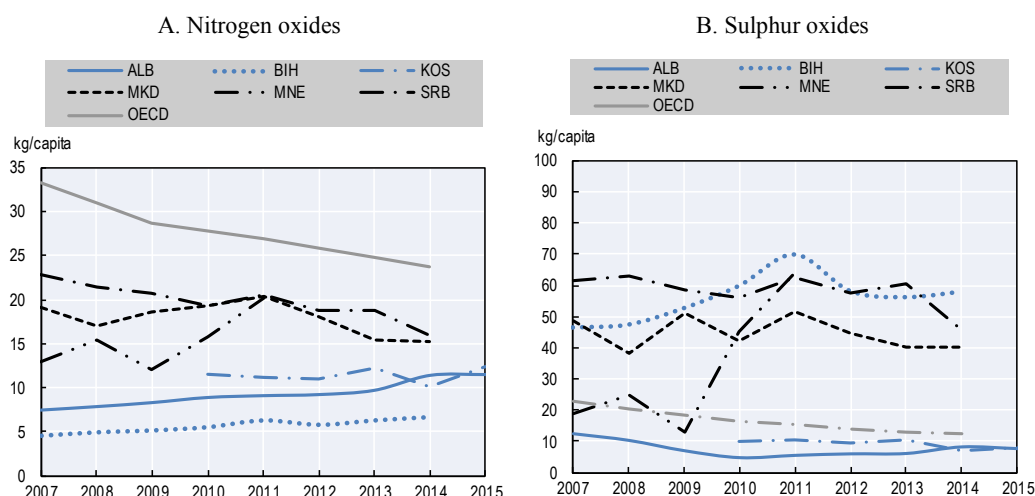 A. Nitrogen oxides
ALB BIH KOS
MKD MNE SRB
OECD
kg/capita
35
30
25
20
15
10
5
0
2007 2008 2009 2010 2011 2012 2013 2014 2015
B. Sulphur oxides
ALB BIH KOS
MKD MNE SRB
OECD
kg/capita
100
90
80
70
60
50
40
30
20
10
0
2007 2008 2009 2010 2011 2012 2013 2014 2015